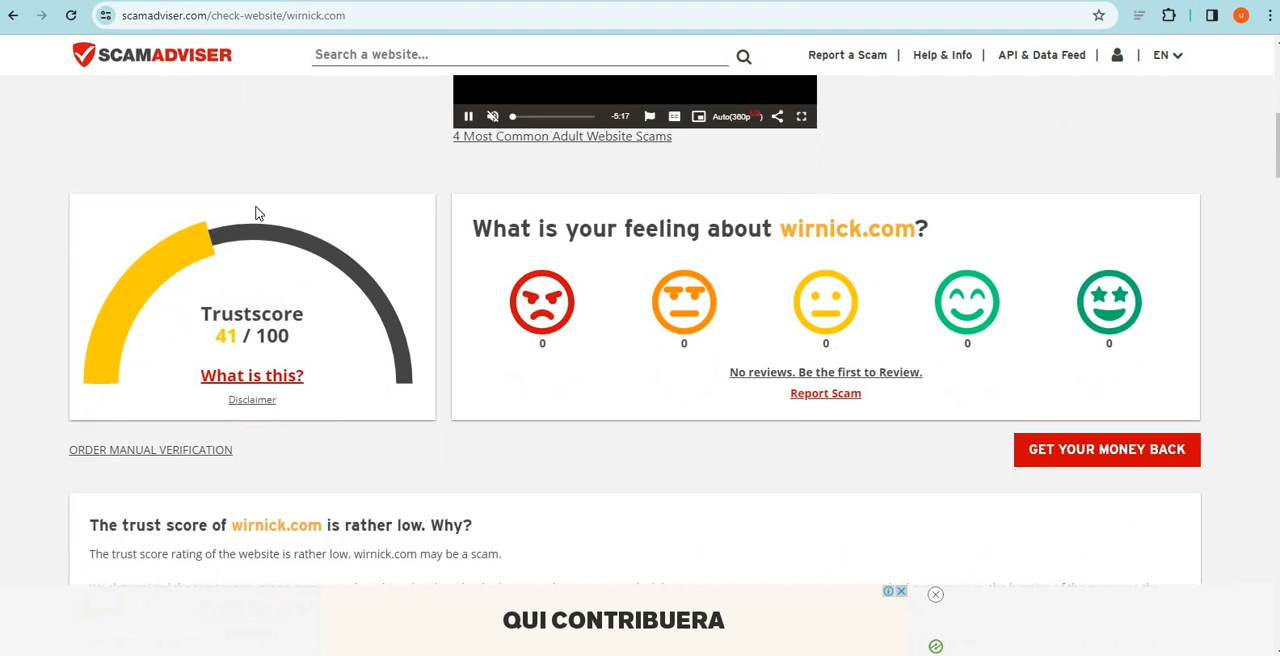 scamadviser.com/check-website/wirnick.com
SCAMADVISER
Search a website...
Report a Scam | Help & Info | API & Data Feed | | EN
-5:17
Auto(360p)
4 Most Common Adult Website Scams
Trustscore
41 / 100
What is this?
Disclaimer
What is your feeling about wirnick.com?
0 0 0 0 0
No reviews. Be the first to Review.
Report Scam
ORDER MANUAL VERIFICATION
GET YOUR MONEY BACK
The trust score of wirnick.com is rather low. Why?
The trust score rating of the website is rather low. wirnick.com may be a scam.
QUI CONTRIBUERA